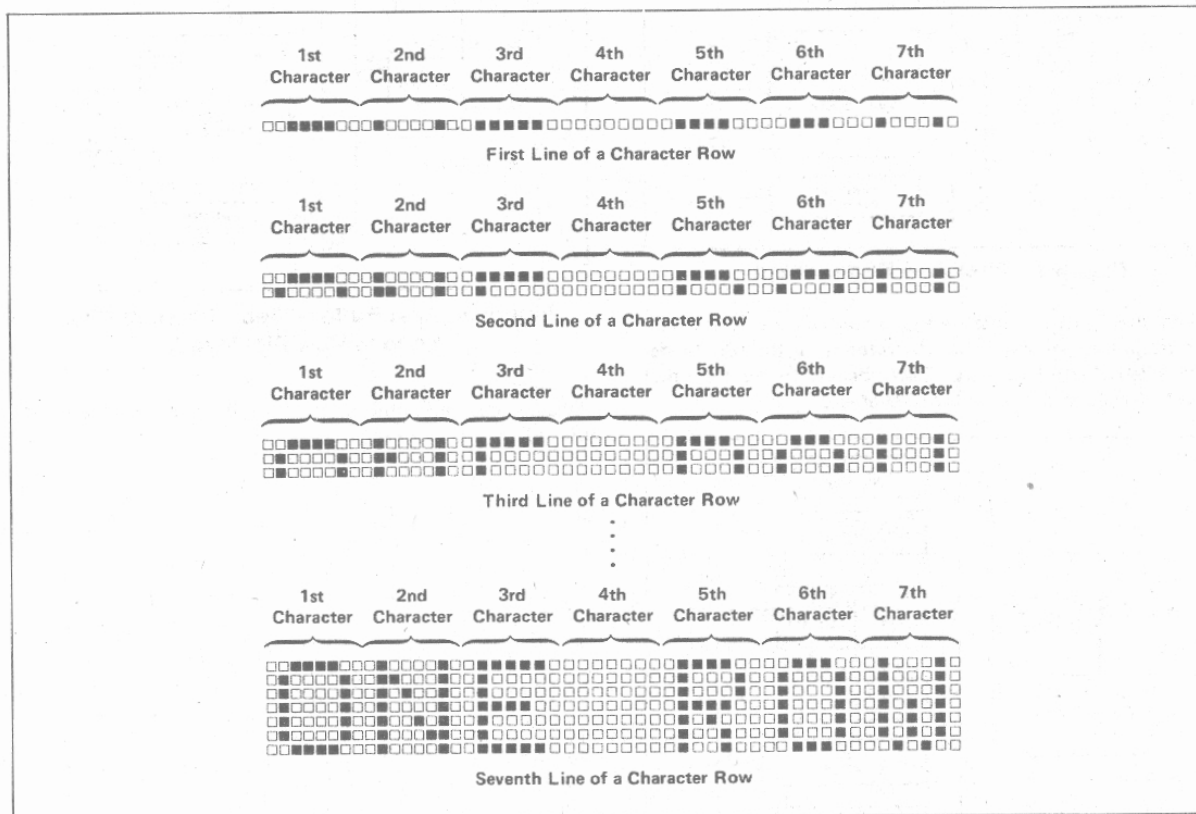 1st 2nd 3rd 4th 5th 6th 7th
Character Character Character Character Character Character Character
First Line of a Character Row
1st 2nd 3rd 4th 5th 6th 7th
Character Character Character Character Character Character Character
Second Line of a Character Row
1st 2nd 3rd 4th 5th 6th 7th
Character Character Character Character Character Character Character
Third Line of a Character Row
1st 2nd 3rd 4th 5th 6th 7th
Character Character Character Character Character Character Character
ONE ROW
Seventh Line of a Character Row